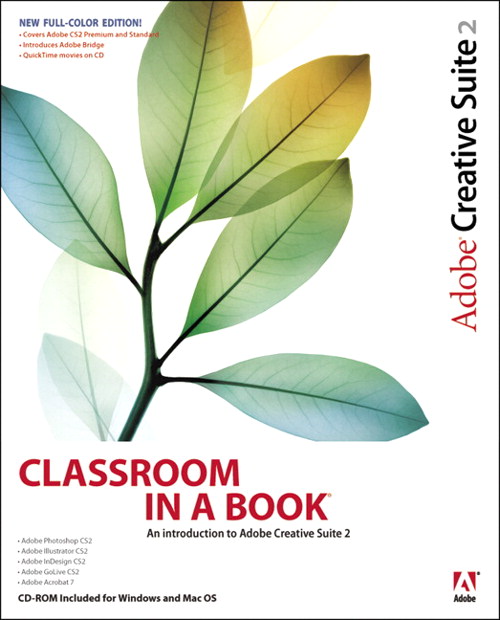 NEW FULL-COLOR EDITION!
• Covers Adobe CS2 Premium and Standard
• Introduces Adobe Bridge
• QuickTime movies on CD
Adobe® Creative Suite 2
CLASSROOM
IN A BOOK®
An introduction to Adobe Creative Suite 2
• Adobe Photoshop CS2
• Adobe Illustrator CS2
• Adobe InDesign CS2
• Adobe GoLive CS2
• Adobe Acrobat 7
CD-ROM Included for Windows and Mac OS
Adobe®